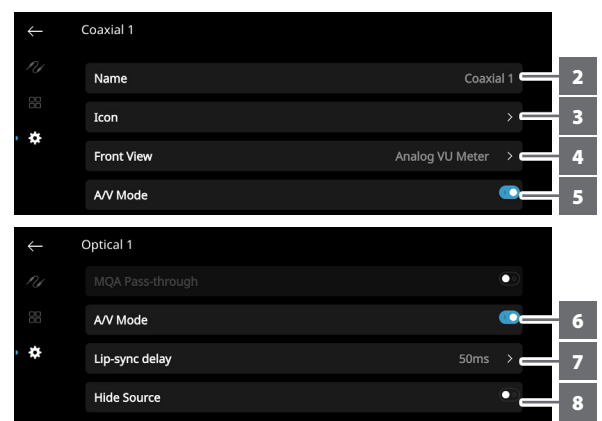 Coaxial 1
Name Coaxial 1 2
Icon > 3
Front View Analog VU Meter > 4
A/V Mode 5
Optical 1
MQA Pass-through
A/V Mode 6
Lip-sync delay 50ms > 7
Hide Source 8